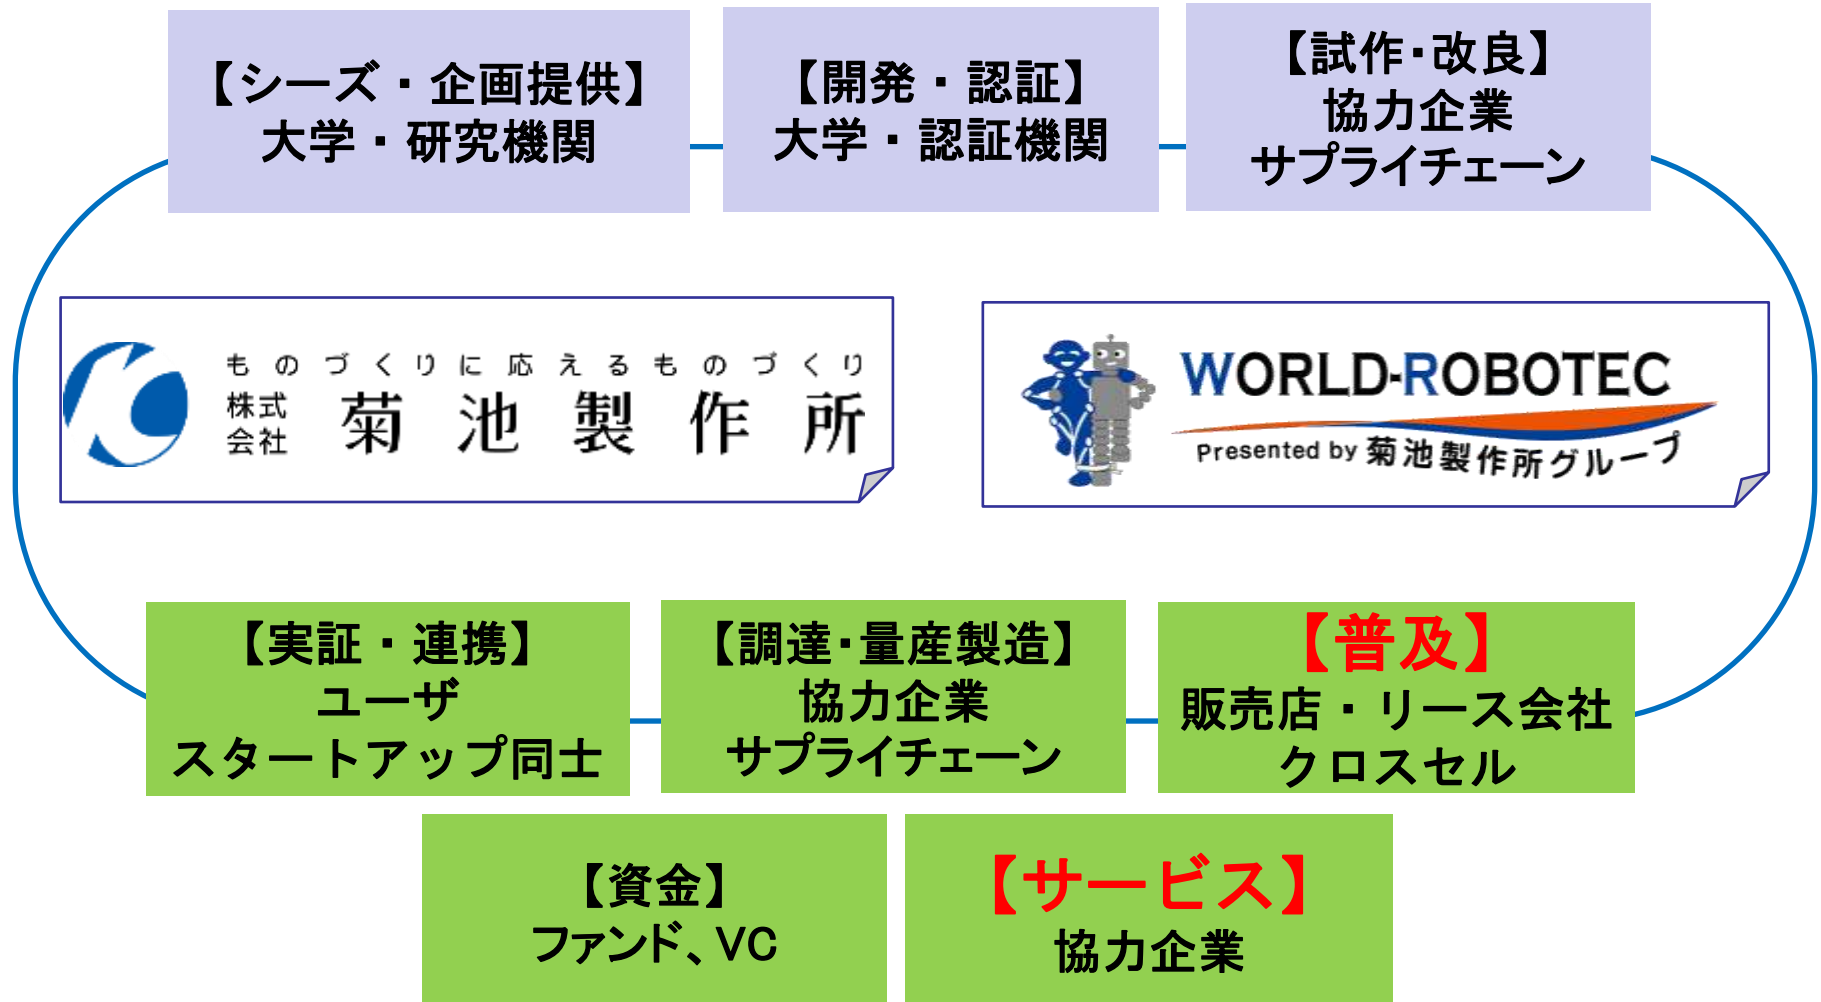 【シーズ・企画提供】
大学・研究機関
【開発・認証】
大学・認証機関
【試作・改良】
協力企業
サプライチェーン
ものづくりに応えるものづくり
株式会社 菊池製作所
WORLD-ROBOTEC
Presented by 菊池製作所グループ
【実証・連携】
ユーザ
スタートアップ同士
【調達・量産製造】
協力企業
サプライチェーン
【普及】
販売店・リース会社
クロスセル
【資金】
ファンド、VC
【サービス】
協力企業